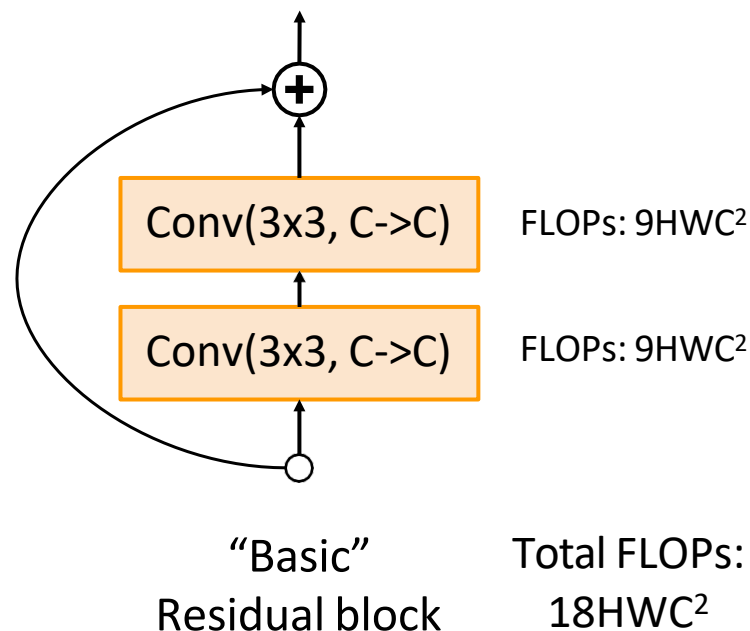 Conv(3x3, C->C)
FLOPs: 9HWC²
Conv(3x3, C->C)
FLOPs: 9HWC²
“Basic”
Residual block
Total FLOPs:
18HWC²